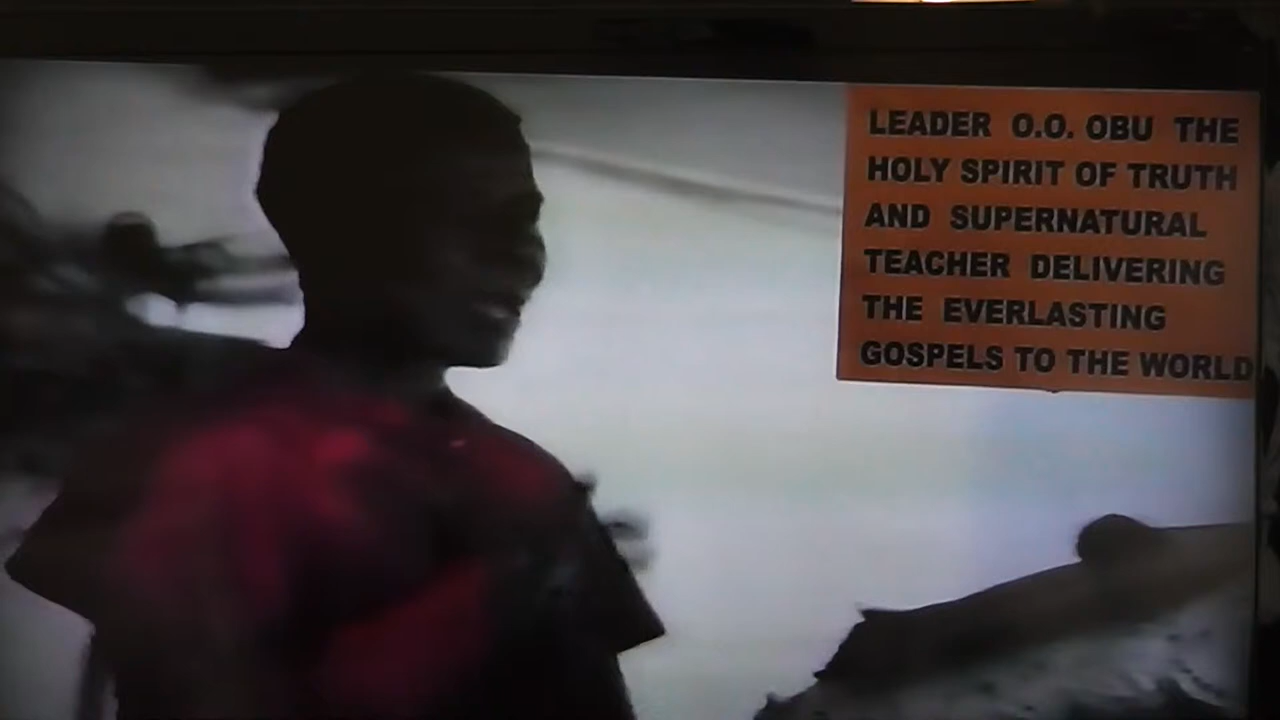 LEADER O.O. OBU THE
HOLY SPIRIT OF TRUTH
AND SUPERNATURAL
TEACHER DELIVERING
THE EVERLASTING
GOSPELS TO THE WORLD